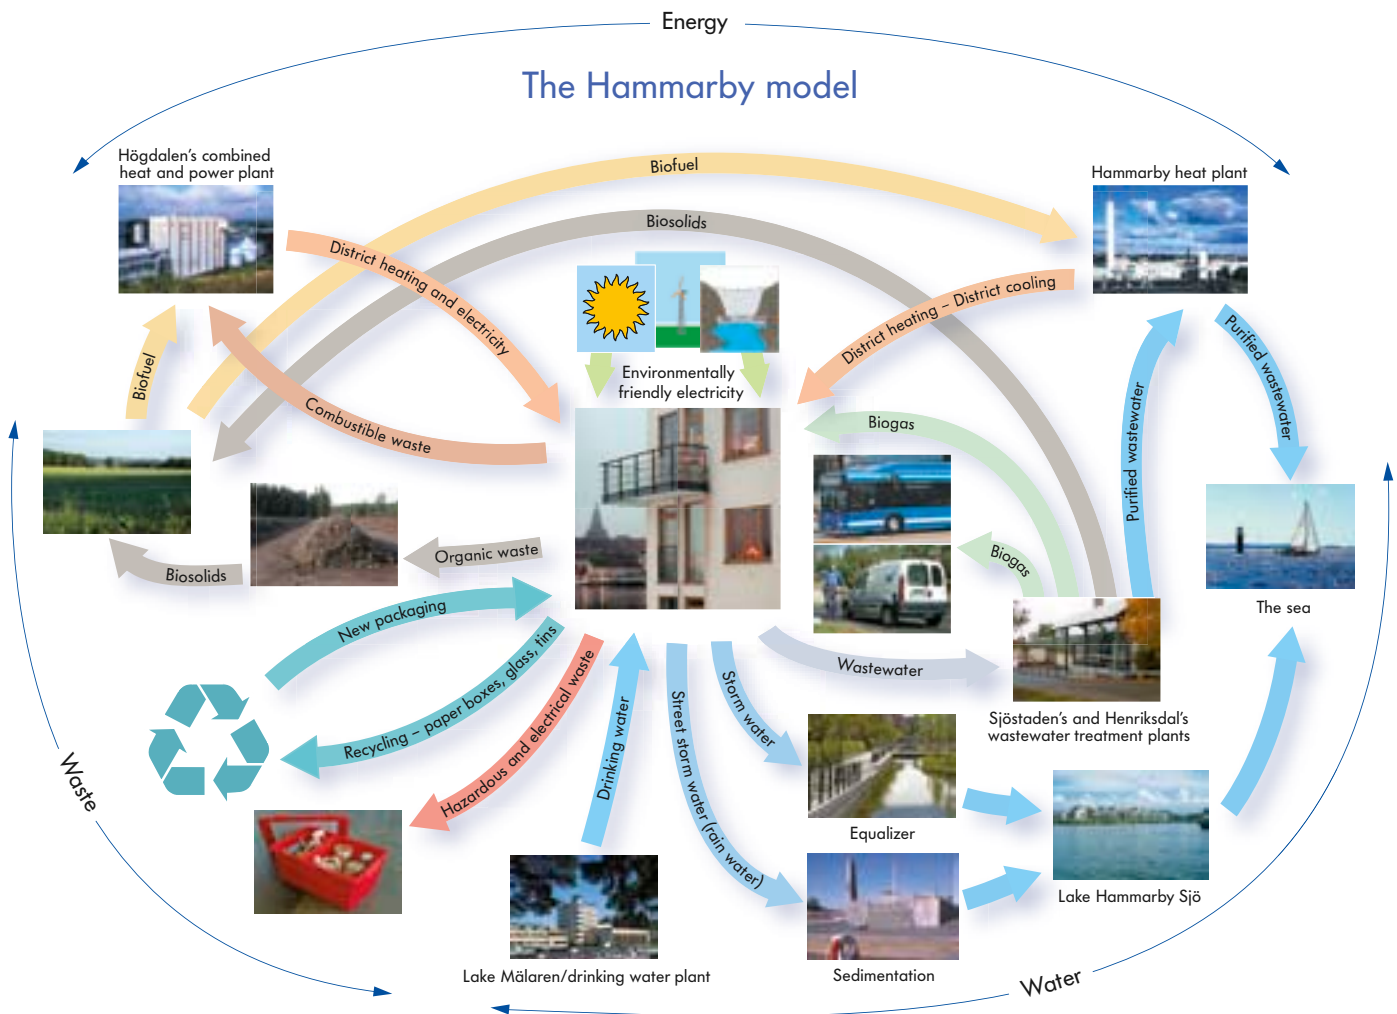 Energy
The Hammarby model
Högdalen's combined
heat and power plant
Biofuel
Hammarby heat plant
Biosolids
District heating and electricity
District heating – District cooling
Purified wastewater
Biofuel
Environmentally
friendly electricity
Combustible waste
Biogas
Purified wastewater
Organic waste
Biogas
Biosolids
The sea
New packaging
Wastewater
Recycling – paper boxes, glass, tins
Hazardous and electrical waste
Drinking water
Street storm water (rain water)
Storm water
Sjöstaden's and Henriksdal's
wastewater treatment plants
Waste
Equalizer
Lake Hammarby Sjö
Lake Mälaren/drinking water plant
Sedimentation
Water